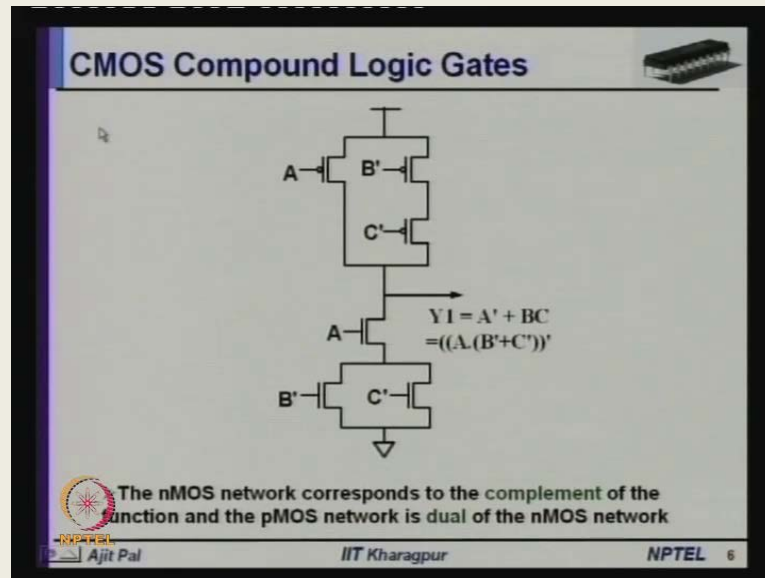 CMOS Compound Logic Gates
A
B'
C'
Y1 = A' + BC
A
=((A.(B'+C'))'
B'
C'
The nMOS network corresponds to the complement of the
function and the pMOS network is dual of the nMOS network
NPTEL
Ajit Pal
IIT Kharagpur
NPTEL 6